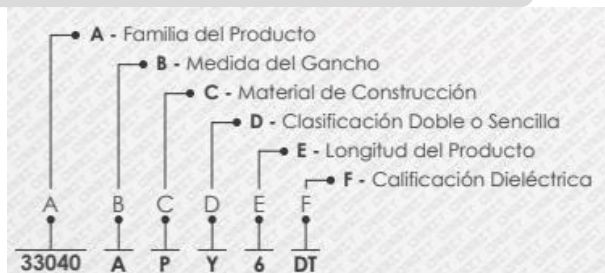 A - Familia del Producto
B - Medida del Gancho
C - Material de Construcción
D - Clasificación Doble o Sencilla
E - Longitud del Producto
F - Calificación Dieléctrica
A B C D E F
33040 A P Y 6 DT